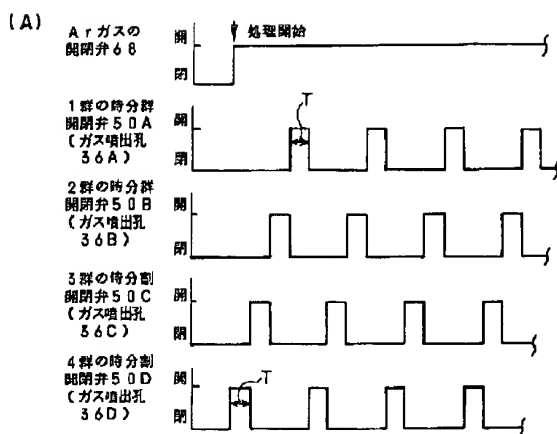 (A)
Arガスの
開閉弁68
開
閉
処理開始
1群の時分群
開閉弁50A
(ガス噴出孔
36A)
開
閉
T
2群の時分群
開閉弁50B
(ガス噴出孔
36B)
開
閉
3群の時分割
開閉弁50C
(ガス噴出孔
36C)
開
閉
4群の時分割
開閉弁50D
(ガス噴出孔
36D)
開
閉
T